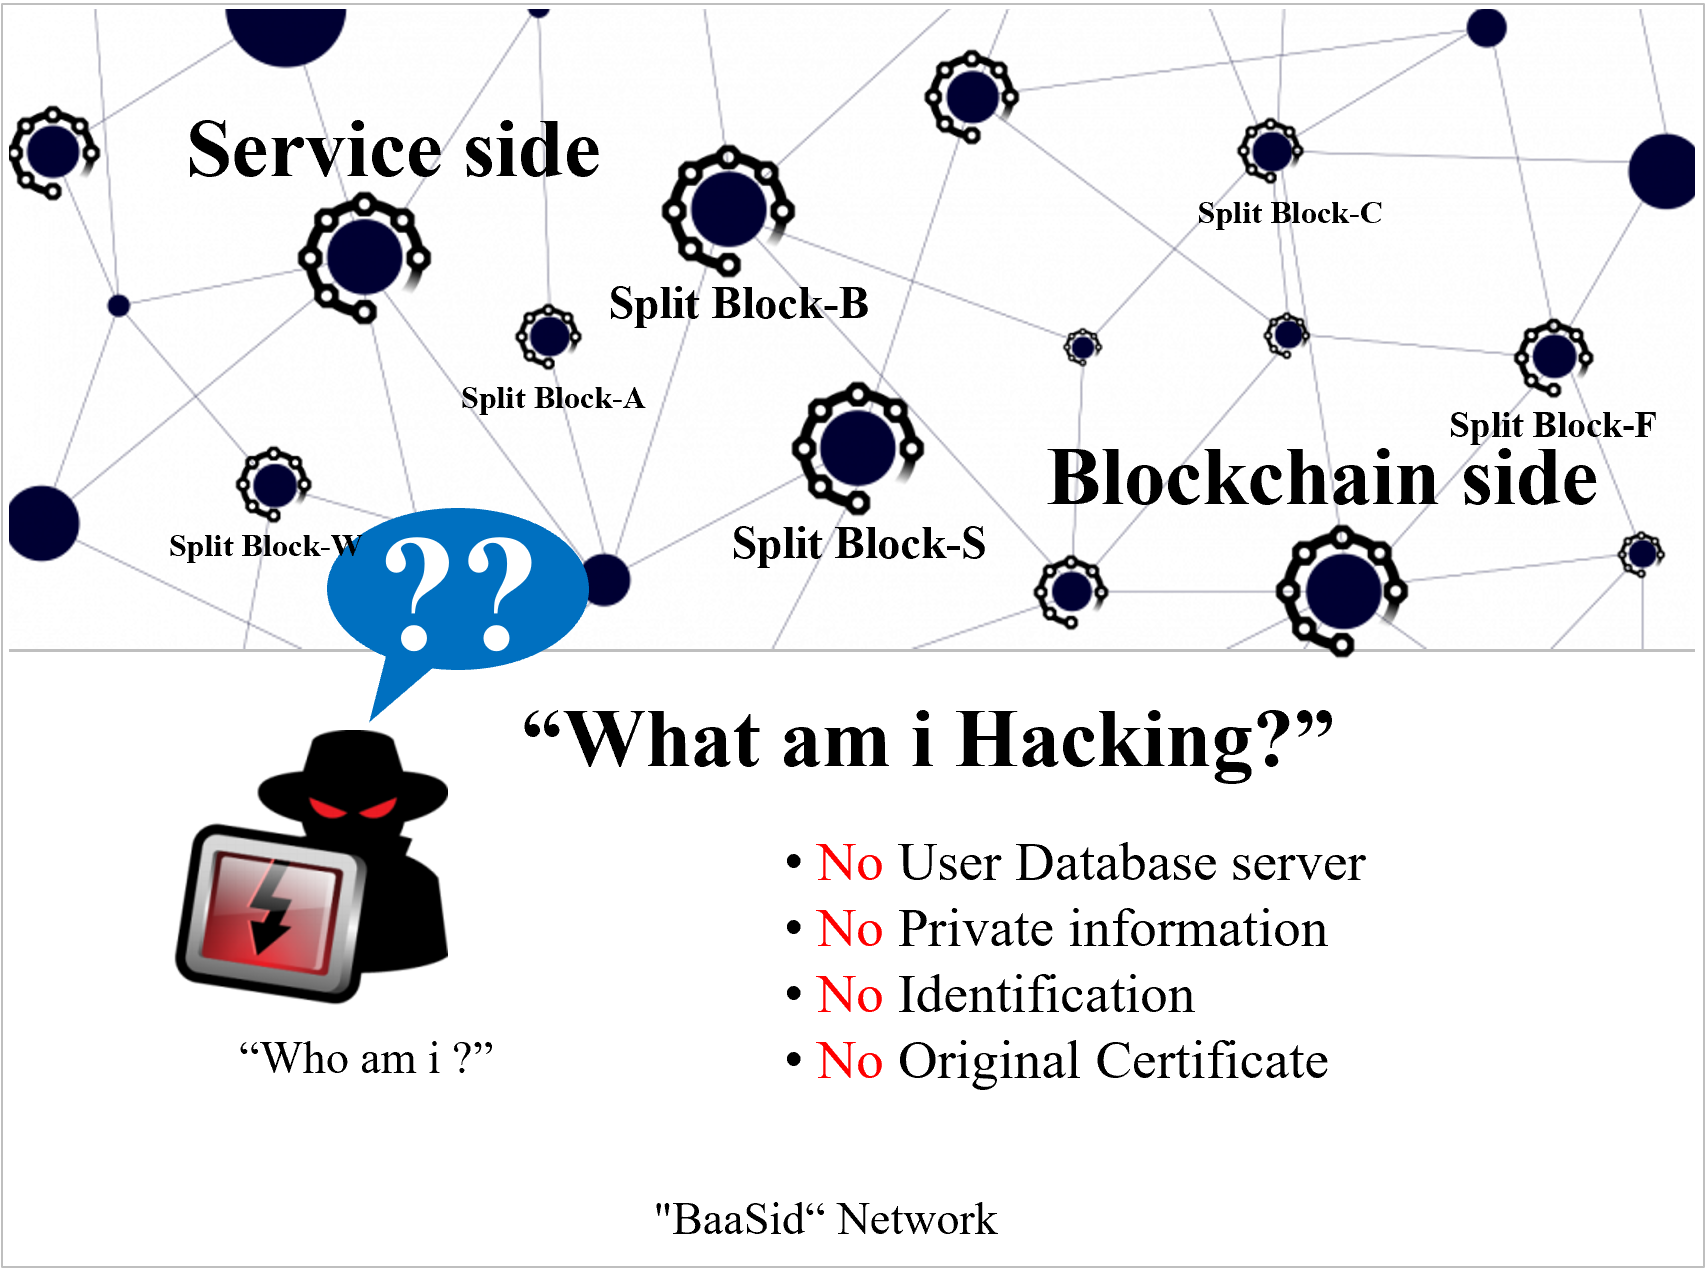 Service side
Split Block-C
Split Block-B
Split Block-A
Split Block-F
Blockchain side
Split Block-S
Split Block-W
??
“What am i Hacking?”
• No User Database server
• No Private information
• No Identification
• No Original Certificate
“Who am i ?”
"BaaSid“ Network